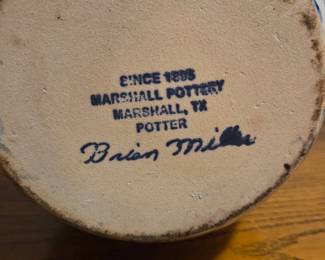 SINCE 1895
MARSHALL POTTERY
MARSHALL, TX
POTTER
Brian Miller